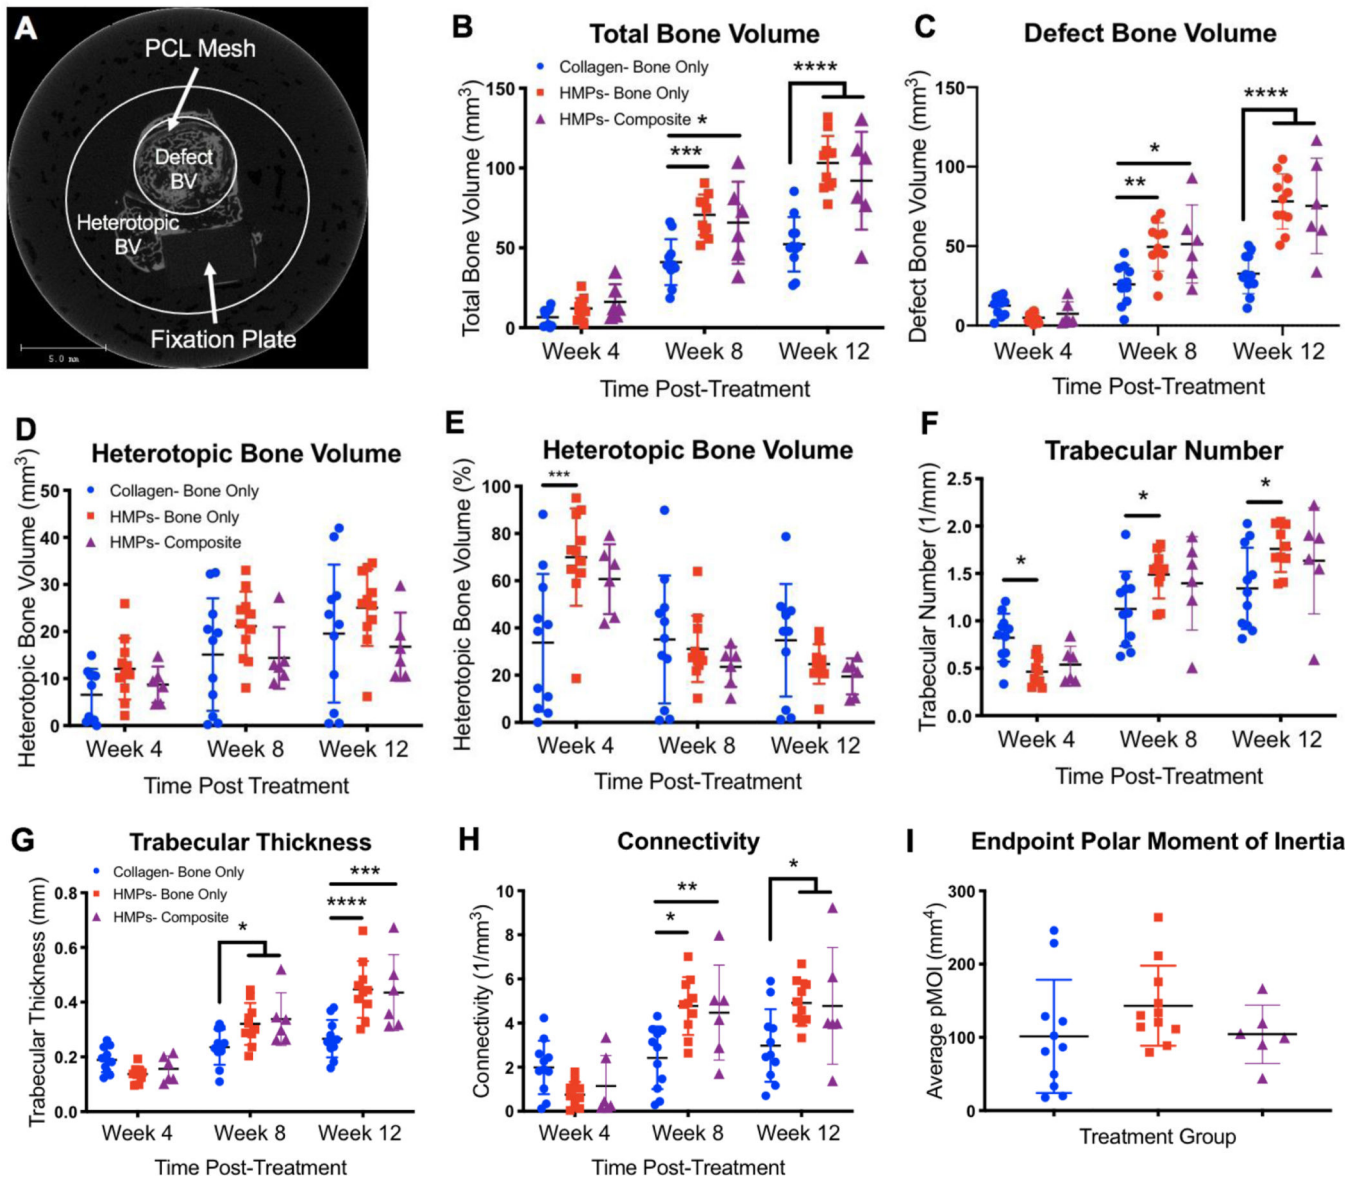 A
PCL Mesh
Defect
BV
Heterotopic
BV
Fixation Plate
5.0 mm
B
Total Bone Volume
Collagen- Bone Only
HMPs- Bone Only
HMPs- Composite
Total Bone Volume (mm3)
150
100
50
0
*
***
****
Week 4
Week 8
Week 12
Time Post-Treatment
C
Defect Bone Volume
Defect Bone Volume (mm3)
150
100
50
0
*
**
****
Week 4
Week 8
Week 12
Time Post-Treatment
D
Heterotopic Bone Volume
Collagen- Bone Only
HMPs- Bone Only
HMPs- Composite
Heterotopic Bone Volume (mm3)
50
40
30
20
10
0
Week 4
Week 8
Week 12
Time Post Treatment
E
Heterotopic Bone Volume
Heterotopic Bone Volume (%)
100
80
60
40
20
0
***
Week 4
Week 8
Week 12
Time Post-Treatment
F
Trabecular Number
Trabecular Number (1/mm)
2.5
2.0
1.5
1.0
0.5
0.0
*
*
*
Week 4
Week 8
Week 12
Time Post-Treatment
G
Trabecular Thickness
Collagen- Bone Only
HMPs- Bone Only
HMPs- Composite
Trabecular Thickness (mm)
0.8
0.6
0.4
0.2
0.0
*
***
****
Week 4
Week 8
Week 12
Time Post-Treatment
H
Connectivity
Connectivity (1/mm3)
10
8
6
4
2
0
**
*
*
Week 4
Week 8
Week 12
Time Post-Treatment
I
Endpoint Polar Moment of Inertia
Average pMOI (mm4)
300
200
100
0
Treatment Group